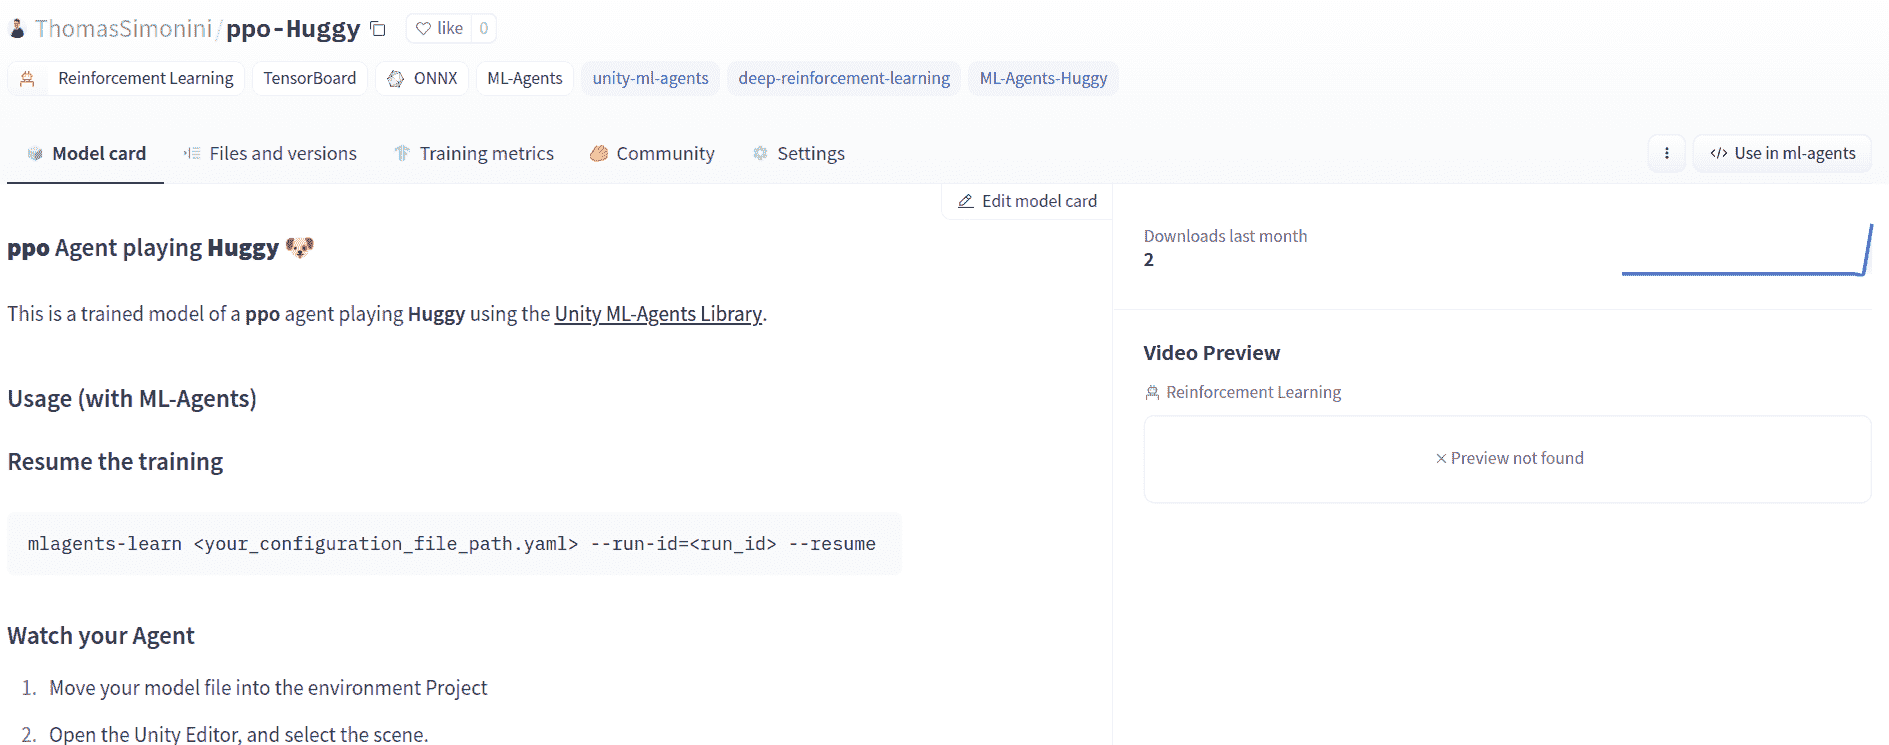 ThomasSimonini/ppo-Huggy like 0
Reinforcement Learning TensorBoard ONNX ML-Agents unity-ml-agents deep-reinforcement-learning ML-Agents-Huggy
Model card Files and versions Training metrics Community Settings Use in ml-agents
Edit model card
ppo Agent playing Huggy 🐶
This is a trained model of a ppo agent playing Huggy using the Unity ML-Agents Library.
Usage (with ML-Agents)
Resume the training
mlagents-learn <your_configuration_file_path.yaml> --run-id=<run_id> --resume
Watch your Agent
1. Move your model file into the environment Project
2. Open the Unity Editor, and select the scene.
Downloads last month
2
Video Preview
Reinforcement Learning
× Preview not found